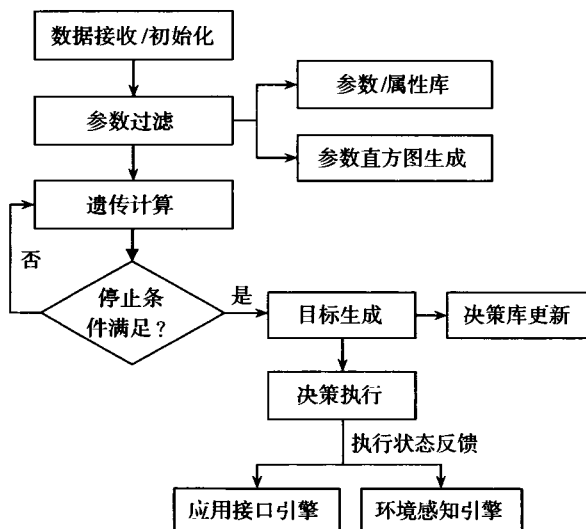 数据接收/初始化
参数过滤
参数/属性库
参数直方图生成
遗传计算
否
停止条
件满足?
是
目标生成
决策库更新
决策执行
执行状态反馈
应用接口引擎
环境感知引擎